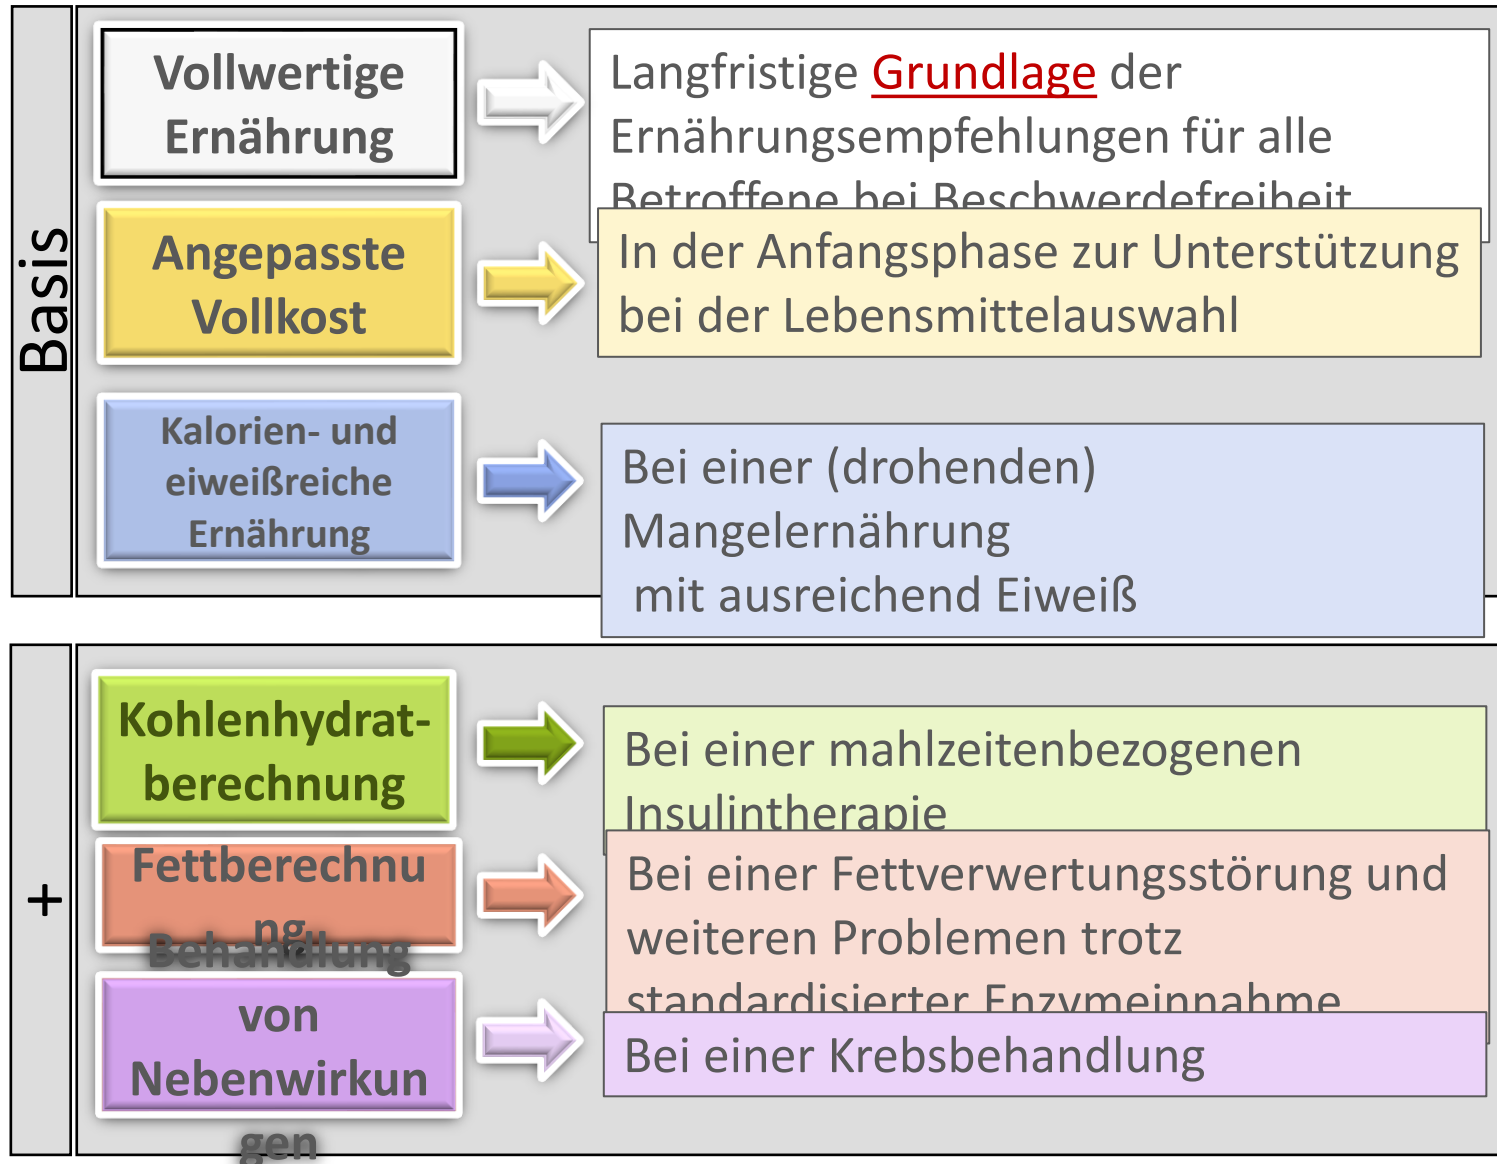 Basis
Vollwertige
Ernährung
Langfristige Grundlage der
Ernährungsempfehlungen für alle
Betroffene bei Beschwerdefreiheit
Angepasste
Vollkost
In der Anfangsphase zur Unterstützung
bei der Lebensmittelauswahl
Kalorien- und
eiweißreiche
Ernährung
Bei einer (drohenden)
Mangelernährung
mit ausreichend Eiweiß
+
Kohlenhydrat-
berechnung
Bei einer mahlzeitenbezogenen
Insulintherapie
Fettberechnu
ng
Bei einer Fettverwertungsstörung und
weiteren Problemen trotz
standardisierter Enzymeinnahme
Behandlung
von
Nebenwirkun
gen
Bei einer Krebsbehandlung